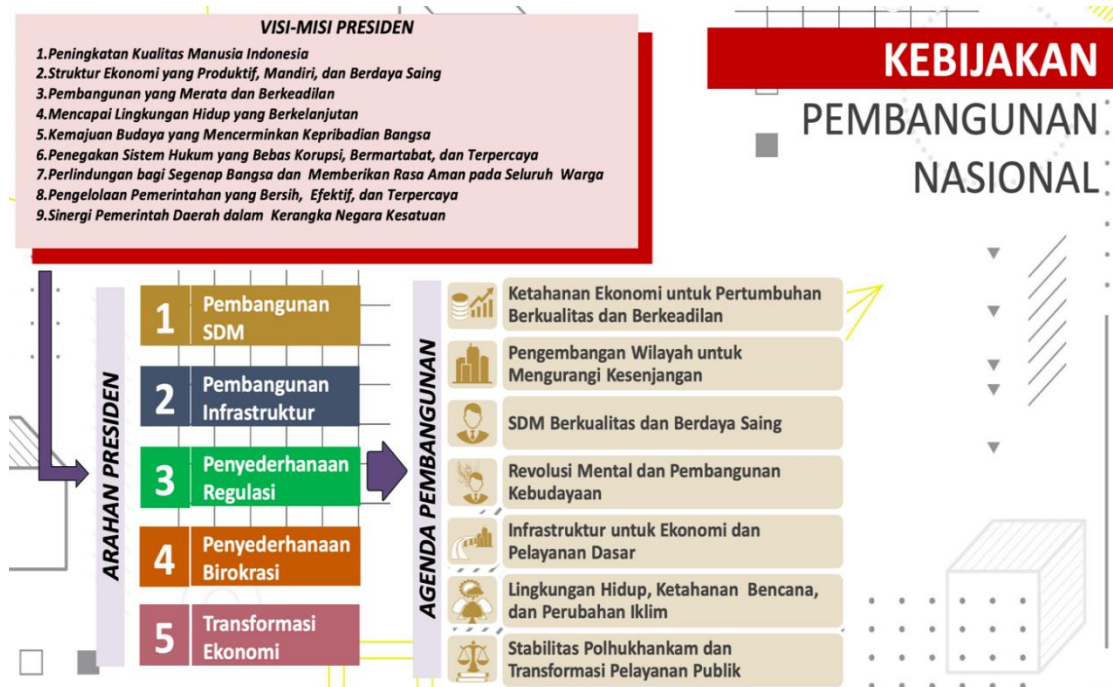 VISI-MISI PRESIDEN
1.Peningkatan Kualitas Manusia Indonesia
2.Struktur Ekonomi yang Produktif, Mandiri, dan Berdaya Saing
3.Pembangunan yang Merata dan Berkeadilan
4.Mencapai Lingkungan Hidup yang Berkelanjutan
5.Kemajuan Budaya yang Mencerminkan Kepribadian Bangsa
6.Penegakan Sistem Hukum yang Bebas Korupsi, Bermartabat, dan Terpercaya
7.Perlindungan bagi Segenap Bangsa dan Memberikan Rasa Aman pada Seluruh Warga
8.Pengelolaan Pemerintahan yang Bersih, Efektif, dan Terpercaya
9.Sinergi Pemerintah Daerah dalam Kerangka Negara Kesatuan
KEBIJAKAN
PEMBANGUNAN
NASIONAL
ARAHAN PRESIDEN
1
Pembangunan
SDM
2
Pembangunan
Infrastruktur
3
Penyederhanaan
Regulasi
4
Penyederhanaan
Birokrasi
5
Transformasi
Ekonomi
AGENDA PEMBANGUNAN
Ketahanan Ekonomi untuk Pertumbuhan
Berkualitas dan Berkeadilan
Pengembangan Wilayah untuk
Mengurangi Kesenjangan
SDM Berkualitas dan Berdaya Saing
Revolusi Mental dan Pembangunan
Kebudayaan
Infrastruktur untuk Ekonomi dan
Pelayanan Dasar
Lingkungan Hidup, Ketahanan Bencana,
dan Perubahan Iklim
Stabilitas Polhukhankam dan
Transformasi Pelayanan Publik